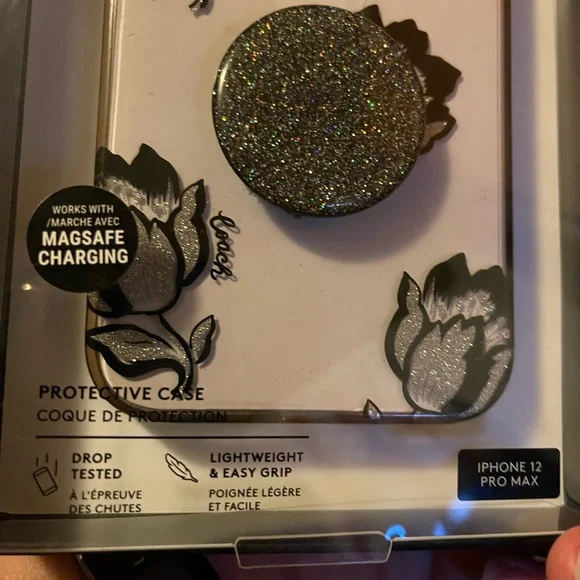 WORKS WITH
/MARCHE AVEC
MAGSAFE
CHARGING
Coach
PROTECTIVE CASE
COQUE DE PROTECTION
DROP
TESTED
À L'ÉPREUVE
DES CHUTES
LIGHTWEIGHT
& EASY GRIP
POIGNÉE LÉGÈRE
ET FACILE
IPHONE 12
PRO MAX